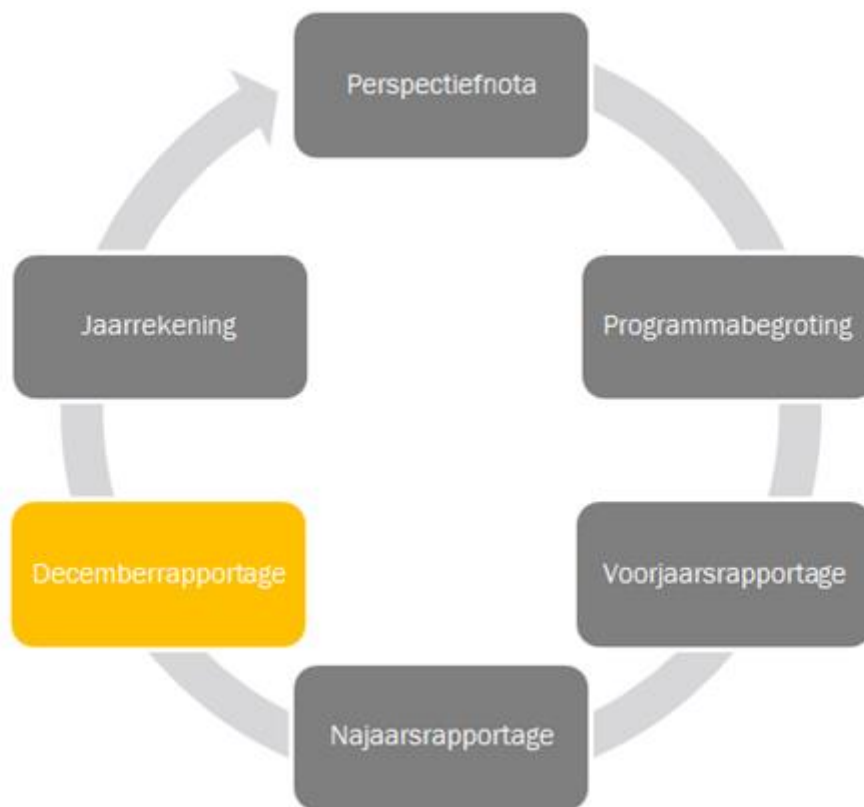 Perspectiefnota
Programmabegroting
Voorjaarsrapportage
Najaarsrapportage
Decemberrapportage
Jaarrekening